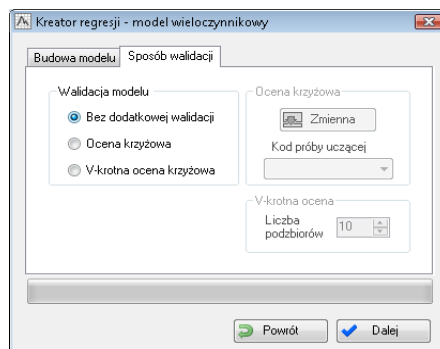 Kreator regresji - model wieloczynnikowy
Budowa modelu
Sposób walidacji
Walidacja modelu
Bez dodatkowej walidacji
Ocena krzyżowa
V-krotna ocena krzyżowa
Ocena krzyżowa
Zmienna
Kod próby uczącej
V-krotna ocena
Liczba
podzbiorów
10
Powrót
Dalej